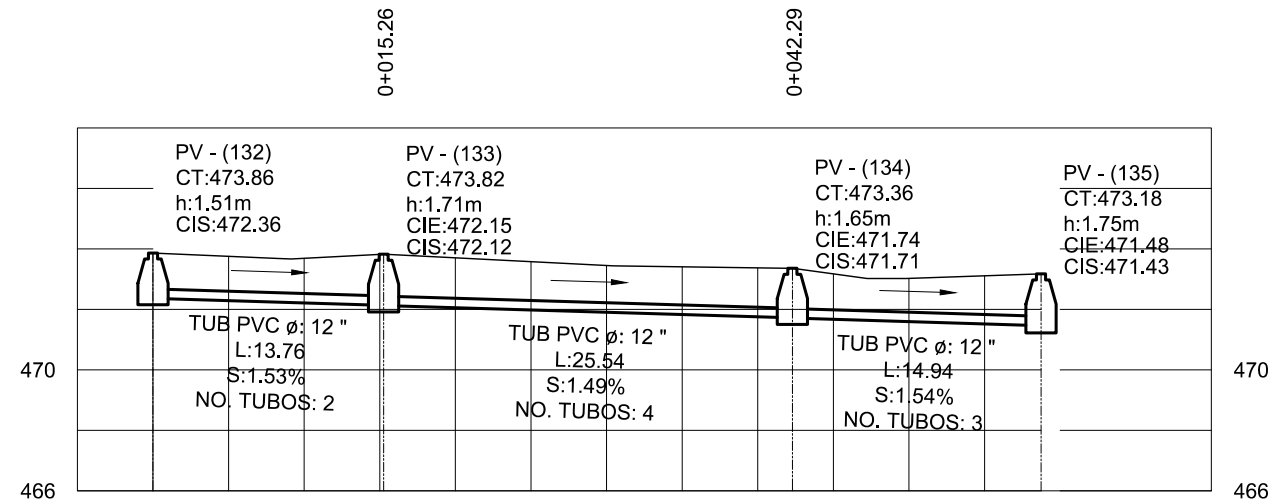 0+015.26
0+042.29
PV - (132)
CT:473.86
h:1.51m
CIS:472.36
PV - (133)
CT:473.82
h:1.71m
CIE:472.15
CIS:472.12
PV - (134)
CT:473.36
h:1.65m
CIE:471.74
CIS:471.71
PV - (135)
CT:473.18
h:1.75m
CIE:471.48
CIS:471.43
TUB PVC ø: 12 "
L:13.76
S:1.53%
NO. TUBOS: 2
TUB PVC ø: 12 "
L:25.54
S:1.49%
NO. TUBOS: 4
TUB PVC ø: 12 "
L:14.94
S:1.54%
NO. TUBOS: 3
470
470
466
466